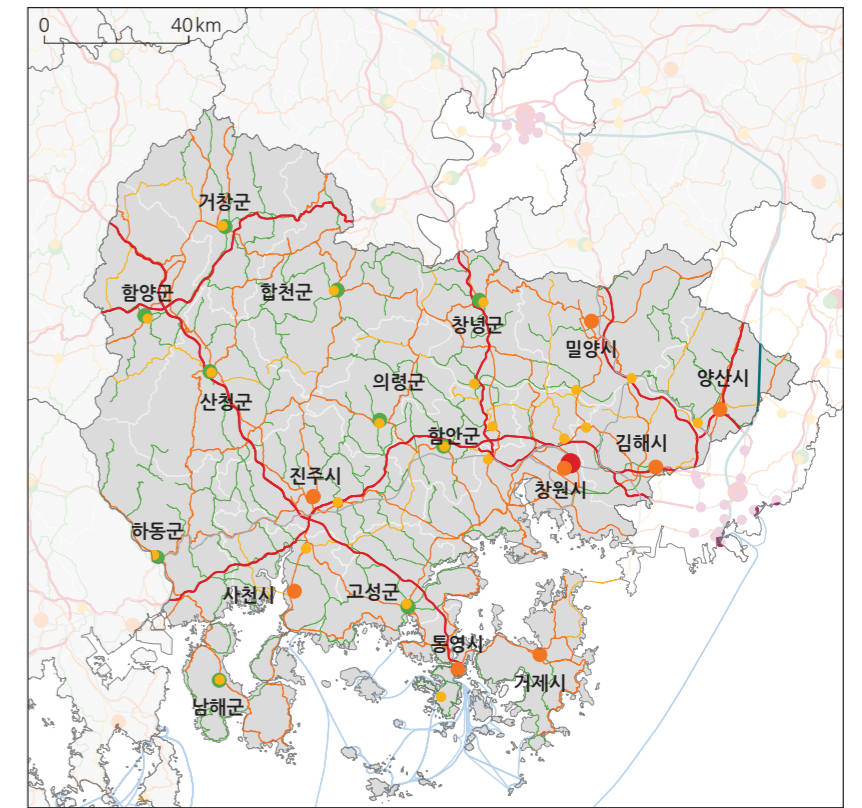 0 40 km
거창군
함양군
합천군
창녕군
밀양시
양산시
의령군
산청군
함안군
김해시
진주시
창원시
하동군
사천시
고성군
통영시
거제시
남해군